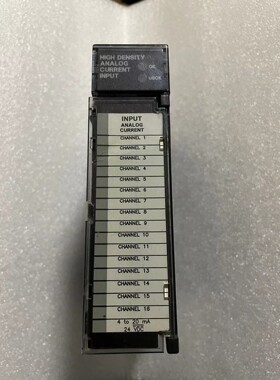 HIGH DENSITY
ANALOG
CURRENT
INPUT
OK
INPUT
ANALOG
CURRENT
CHANNEL 1
CHANNEL 2
CHANNEL 3
CHANNEL 4
CHANNEL 5
CHANNEL 6
CHANNEL 7
CHANNEL 8
CHANNEL 9
CHANNEL 10
CHANNEL 11
CHANNEL 12
CHANNEL 13
CHANNEL 14
CHANNEL 15
CHANNEL 16
4 to 20 mA
24 VDC